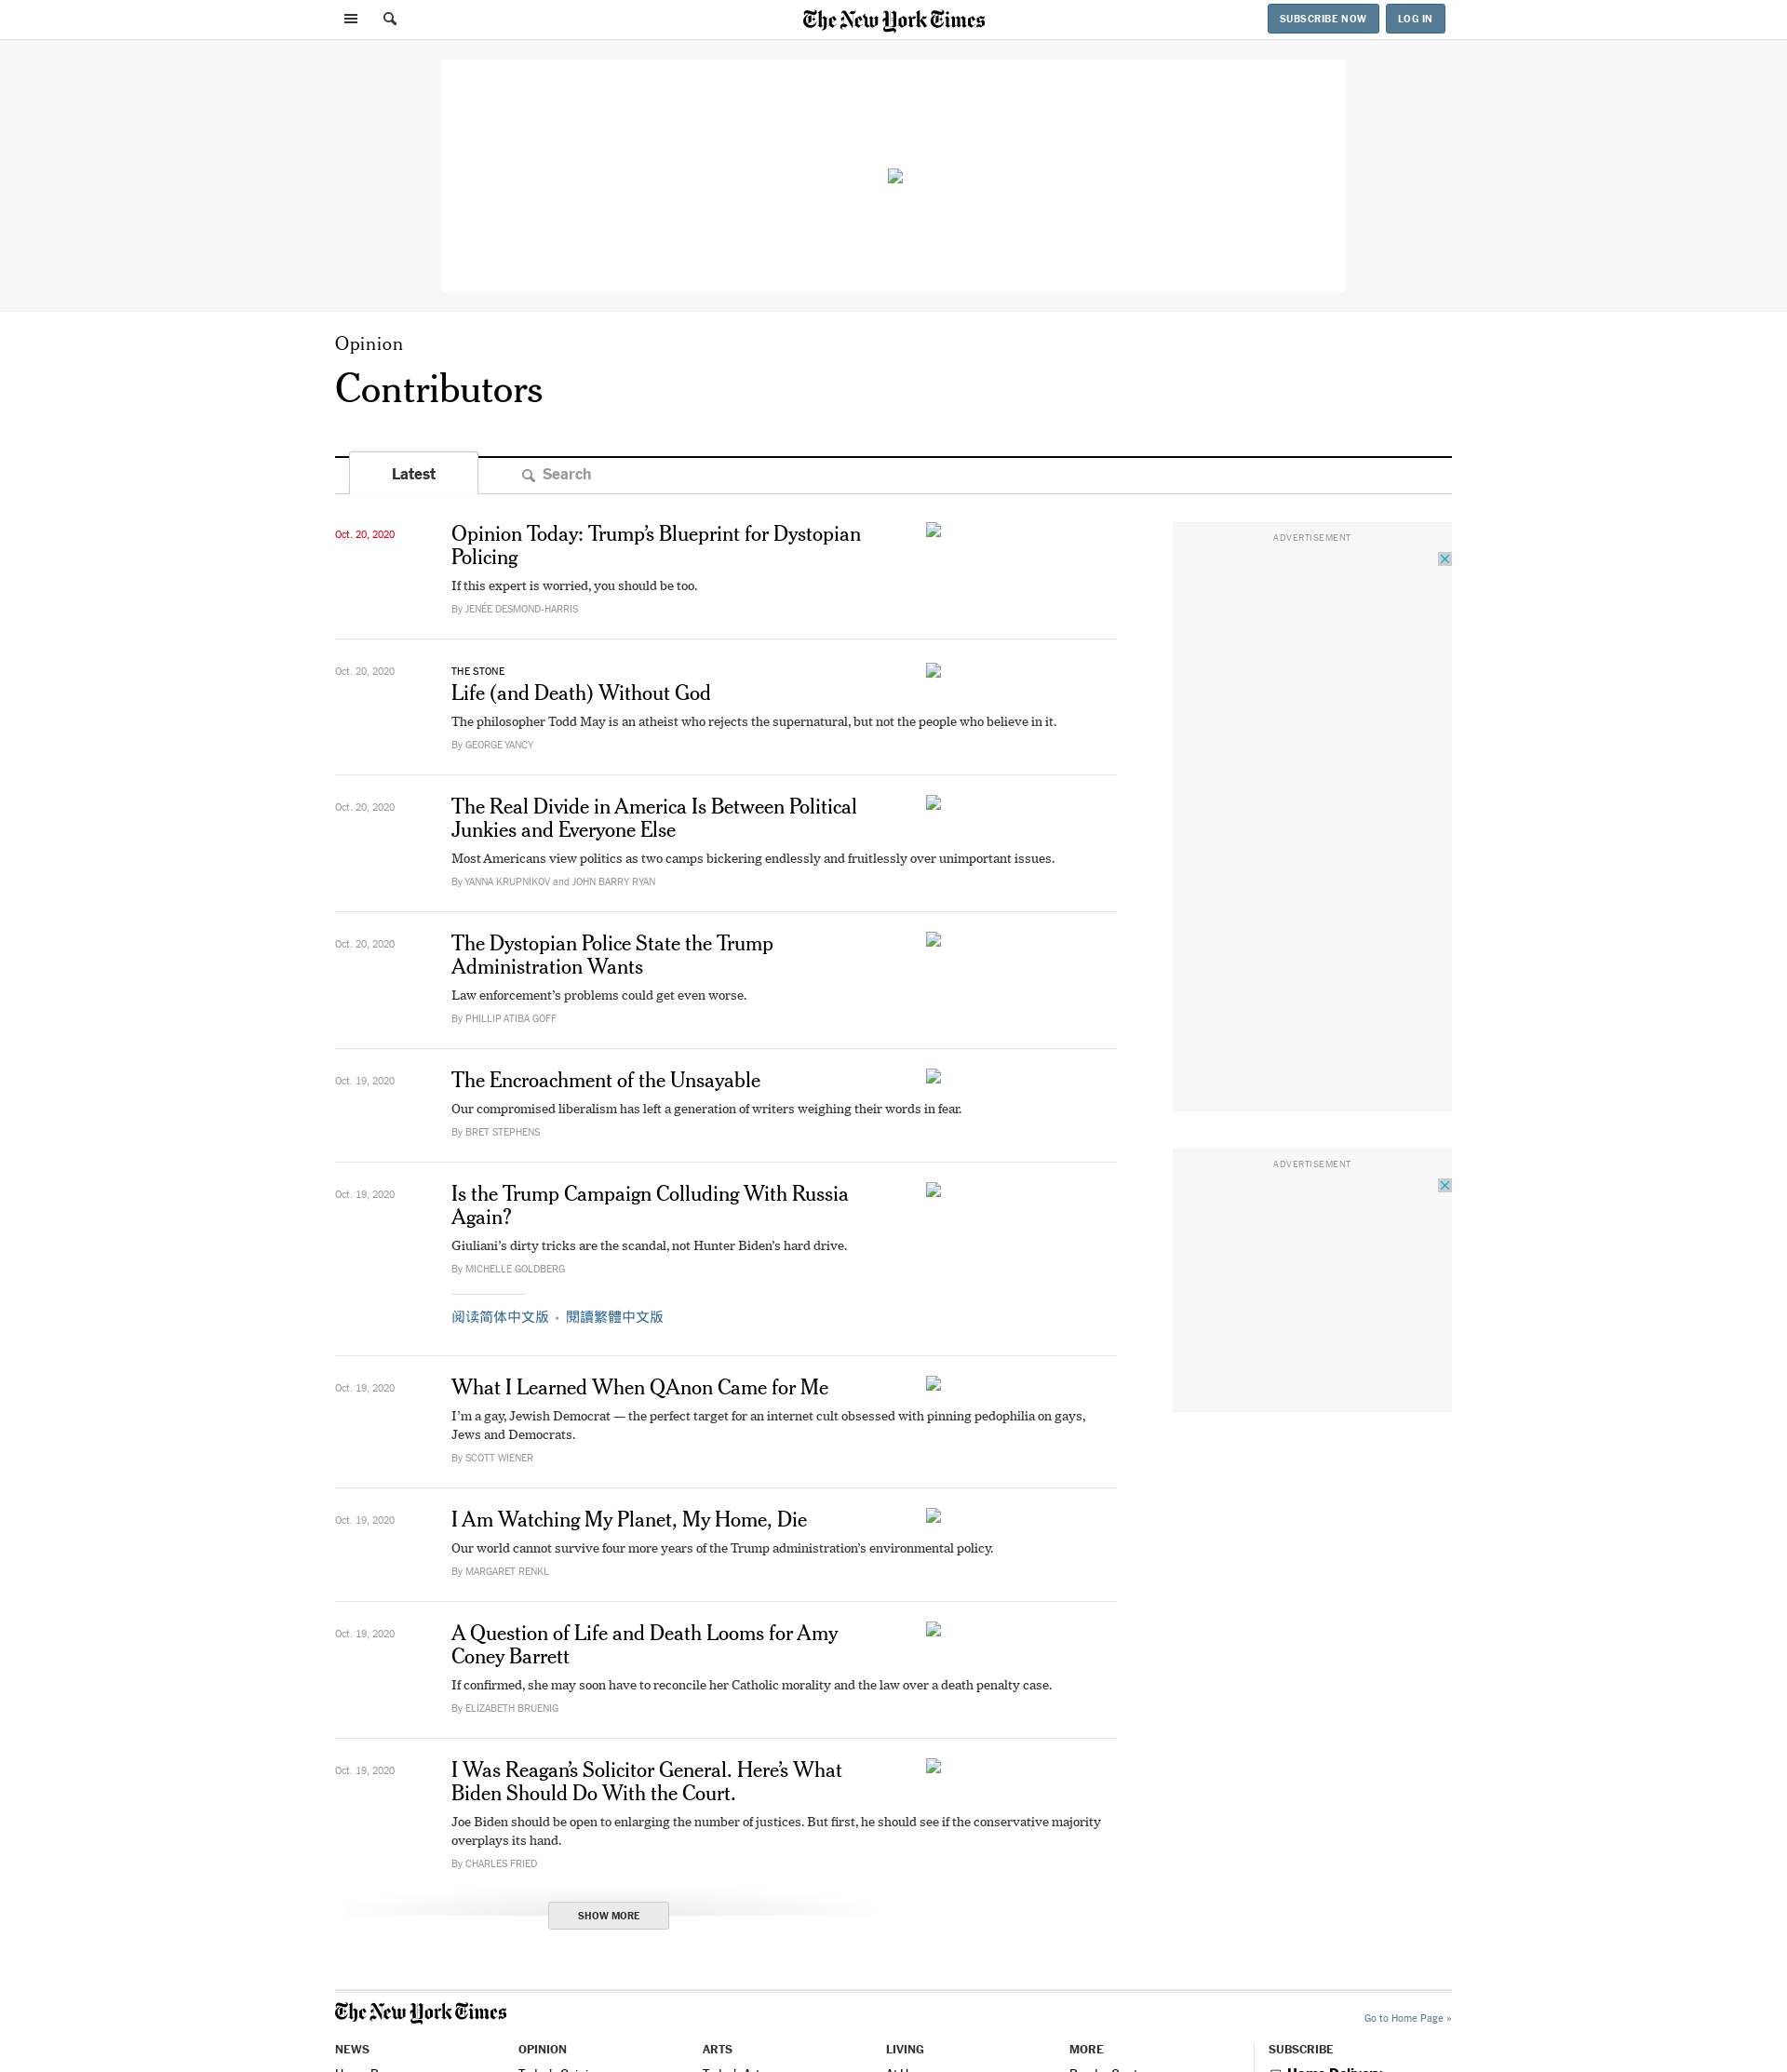 The New York Times
SUBSCRIBE NOW
LOG IN
Opinion
Contributors
Latest
Search
Oct. 20, 2020
Opinion Today: Trump’s Blueprint for Dystopian
Policing
If this expert is worried, you should be too.
By JENÉE DESMOND-HARRIS
Oct. 20, 2020
THE STONE
Life (and Death) Without God
The philosopher Todd May is an atheist who rejects the supernatural, but not the people who believe in it.
By GEORGE YANCY
Oct. 20, 2020
The Real Divide in America Is Between Political
Junkies and Everyone Else
Most Americans view politics as two camps bickering endlessly and fruitlessly over unimportant issues.
By YANNA KRUPNIKOV and JOHN BARRY RYAN
Oct. 20, 2020
The Dystopian Police State the Trump
Administration Wants
Law enforcement’s problems could get even worse.
By PHILLIP ATIBA GOFF
Oct. 19, 2020
The Encroachment of the Unsayable
Our compromised liberalism has left a generation of writers weighing their words in fear.
By BRET STEPHENS
Oct. 19, 2020
Is the Trump Campaign Colluding With Russia
Again?
Giuliani’s dirty tricks are the scandal, not Hunter Biden’s hard drive.
By MICHELLE GOLDBERG
阅读简体中文版 • 閱讀繁體中文版
Oct. 19, 2020
What I Learned When QAnon Came for Me
I’m a gay, Jewish Democrat — the perfect target for an internet cult obsessed with pinning pedophilia on gays,
Jews and Democrats.
By SCOTT WIENER
Oct. 19, 2020
I Am Watching My Planet, My Home, Die
Our world cannot survive four more years of the Trump administration’s environmental policy.
By MARGARET RENKL
Oct. 19, 2020
A Question of Life and Death Looms for Amy
Coney Barrett
If confirmed, she may soon have to reconcile her Catholic morality and the law over a death penalty case.
By ELIZABETH BRUENIG
Oct. 19, 2020
I Was Reagan’s Solicitor General. Here’s What
Biden Should Do With the Court.
Joe Biden should be open to enlarging the number of justices. But first, he should see if the conservative majority
overplays its hand.
By CHARLES FRIED
SHOW MORE
ADVERTISEMENT
ADVERTISEMENT
The New York Times
Go to Home Page »
NEWS
OPINION
ARTS
LIVING
MORE
SUBSCRIBE
Home Delivery